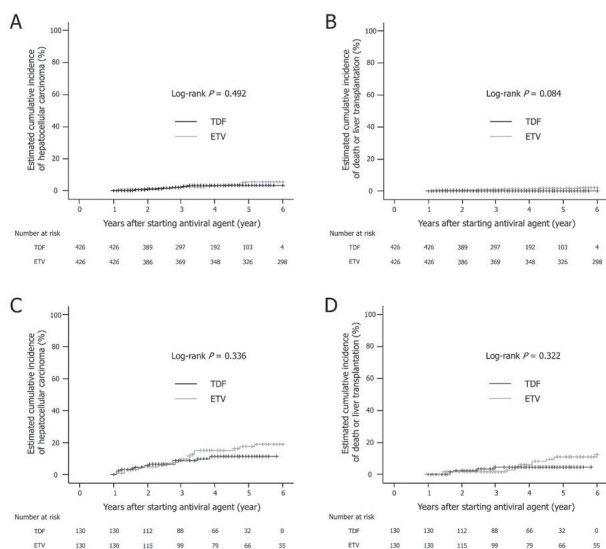 A
Estimated cumulative incidence
of hepatocellular carcinoma (%)
100
80
60
40
20
0
Log-rank P = 0.492
TDF
ETV
0 1 2 3 4 5 6
Years after starting antiviral agent (year)
Number at risk
TDF 426 426 389 297 192 103 4
ETV 426 426 386 369 348 326 298
B
Estimated cumulative incidence
of death or liver transplantation (%)
100
80
60
40
20
0
Log-rank P = 0.084
TDF
ETV
0 1 2 3 4 5 6
Years after starting antiviral agent (year)
Number at risk
TDF 426 426 389 297 192 103 4
ETV 426 426 386 369 348 326 298
C
Estimated cumulative incidence
of hepatocellular carcinoma (%)
100
80
60
40
20
0
Log-rank P = 0.336
TDF
ETV
0 1 2 3 4 5 6
Years after starting antiviral agent (year)
Number at risk
TDF 130 130 112 88 66 32 0
ETV 130 130 115 99 79 66 55
D
Estimated cumulative incidence
of death or liver transplantation (%)
100
80
60
40
20
0
Log-rank P = 0.322
TDF
ETV
0 1 2 3 4 5 6
Years after starting antiviral agent (year)
Number at risk
TDF 130 130 112 88 66 32 0
ETV 130 130 115 99 79 66 55